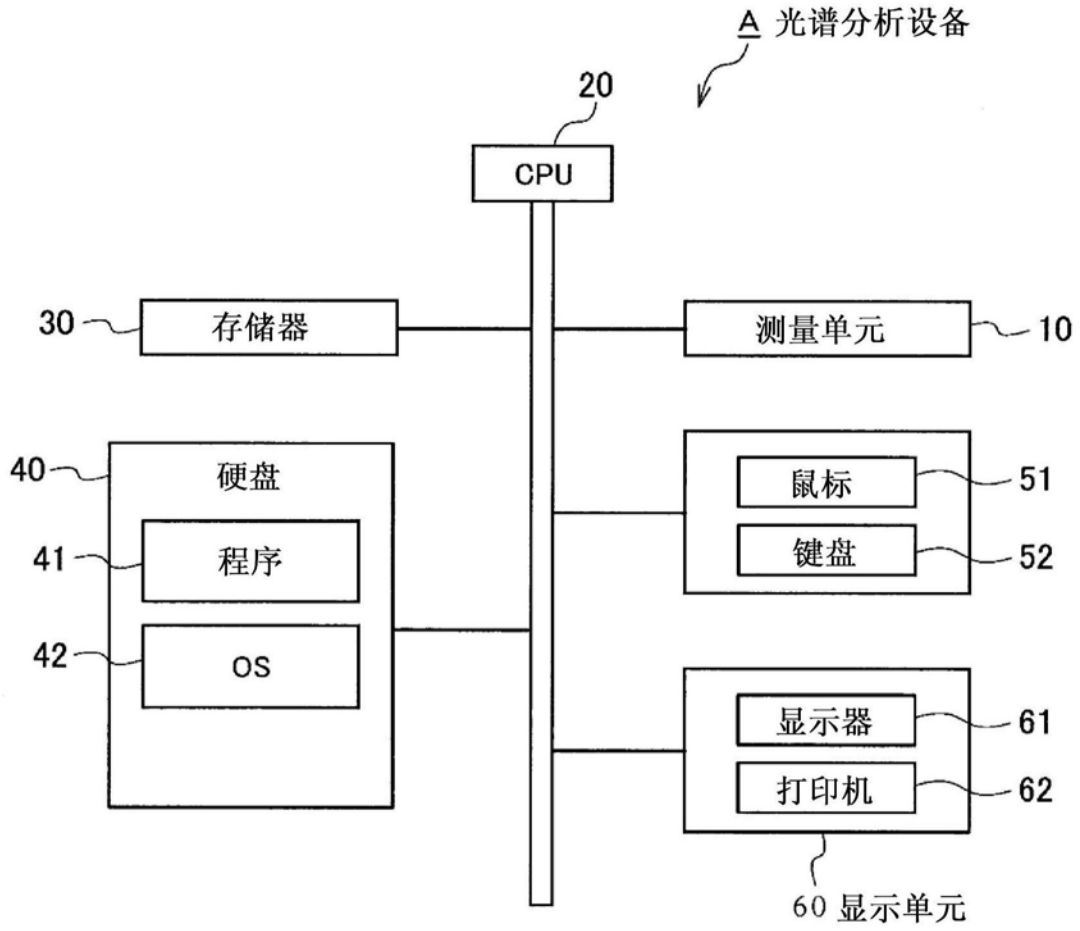 A 光谱分析设备
20
CPU
30 存储器
测量单元 10
40 硬盘
鼠标 51
41 程序
键盘 52
42 OS
显示器 61
打印机 62
60 显示单元